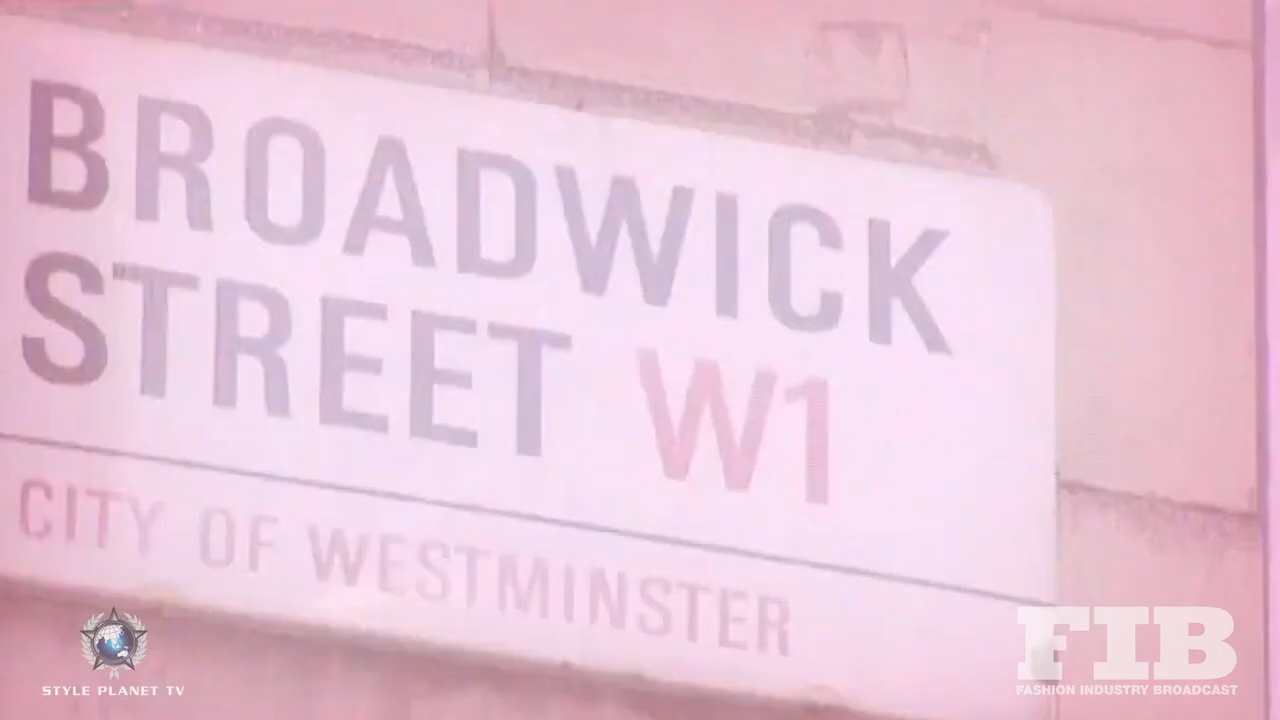 BROADWICK
STREET W1
CITY OF WESTMINSTER
STYLE PLANET TV
FIB
FASHION INDUSTRY BROADCAST